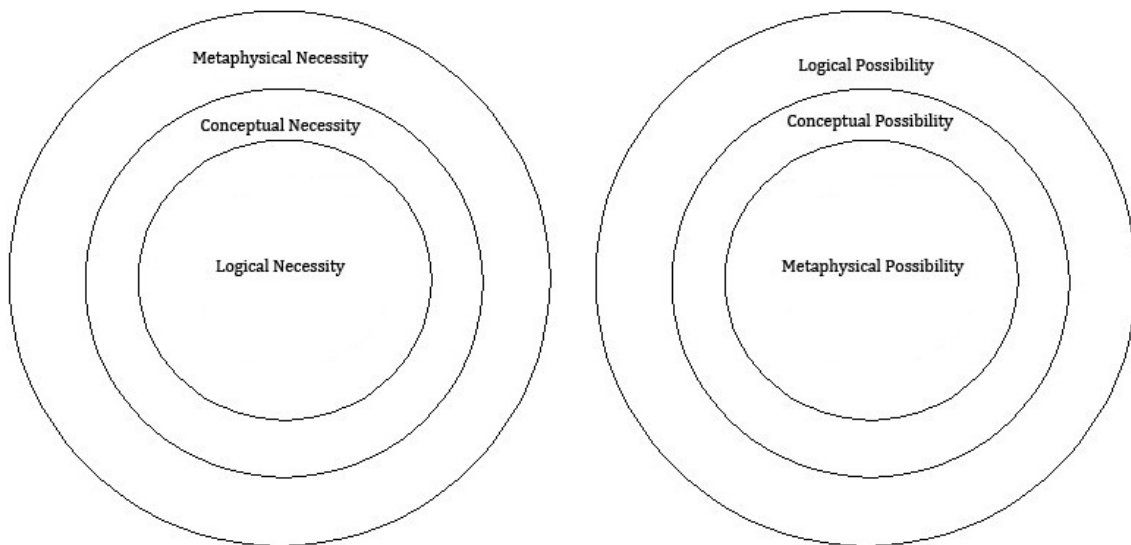 Metaphysical Necessity
Conceptual Necessity
Logical Necessity
Logical Possibility
Conceptual Possibility
Metaphysical Possibility